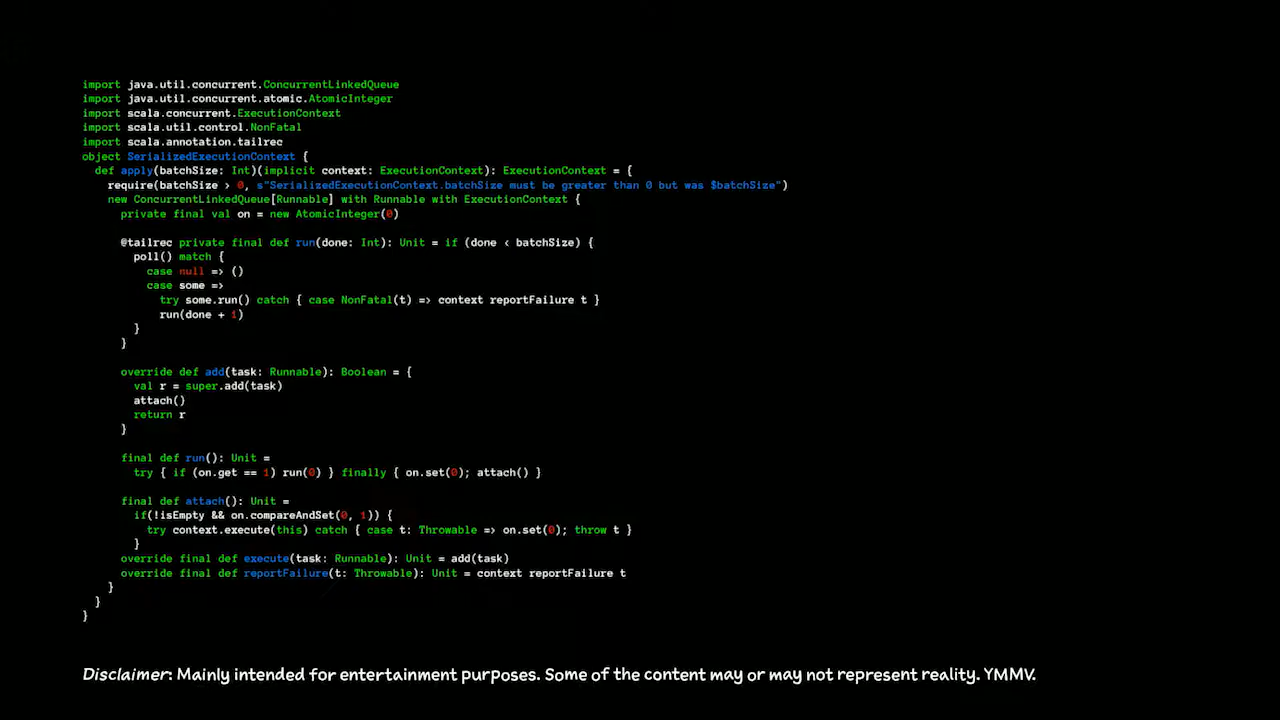 import java.util.concurrent.ConcurrentLinkedQueue
import java.util.concurrent.atomic.AtomicInteger
import scala.concurrent.ExecutionContext
import scala.util.control.NonFatal
import scala.annotation.tailrec
object SerializedExecutionContext {
  def apply(batchSize: Int)(implicit context: ExecutionContext): ExecutionContext = {
    require(batchSize > 0, s"SerializedExecutionContext.batchSize must be greater than 0 but was $batchSize")
    new ConcurrentLinkedQueue[Runnable] with Runnable with ExecutionContext {
      private final val on = new AtomicInteger(0)
      @tailrec private final def run(done: Int): Unit = if (done < batchSize) {
        poll() match {
          case null => ()
          case some =>
            try some.run() catch { case NonFatal(t) => context reportFailure t }
            run(done + 1)
        }
      }
      override def add(task: Runnable): Boolean = {
        val r = super.add(task)
        attach()
        return r
      }
      final def run(): Unit =
        try { if (on.get == 1) run(0) } finally { on.set(0); attach() }
      final def attach(): Unit =
        if(!isEmpty && on.compareAndSet(0, 1)) {
          try context.execute(this) catch { case t: Throwable => on.set(0); throw t }
        }
      override final def execute(task: Runnable): Unit = add(task)
      override final def reportFailure(t: Throwable): Unit = context reportFailure t
    }
  }
}
Disclaimer: Mainly intended for entertainment purposes. Some of the content may or may not represent reality. YMMV.